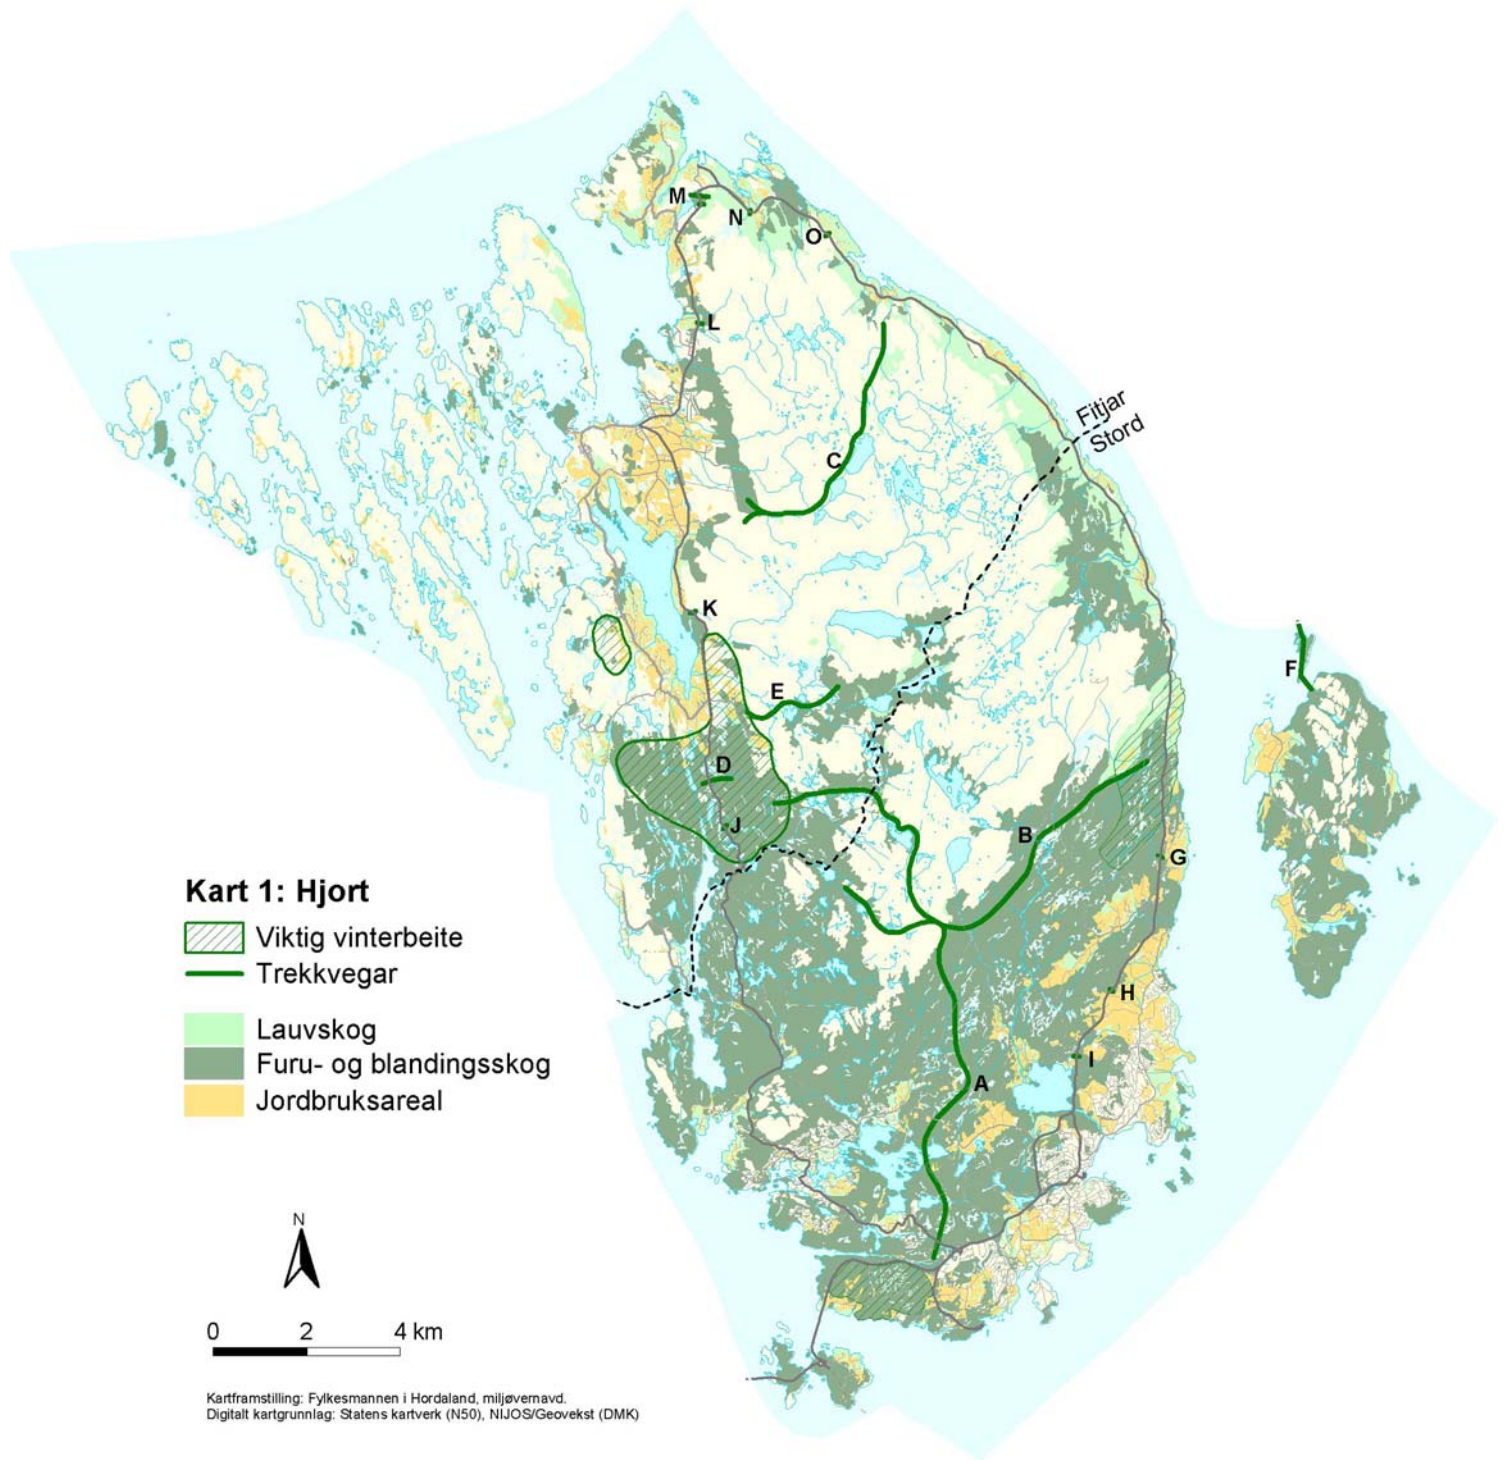 M
N
O
L
Fitjar
Stord
C
K
F
E
D
B
J
G
Kart 1: Hjort
Viktig vinterbeite
Trekkvegar
H
Lauvskog
Furu- og blandingsskog
I
A
Jordbruksareal
N
0 2 4 km
Kartframstilling: Fylkesmannen i Hordaland, miljøvernavd.
Digitalt kartgrunnlag: Statens kartverk (N50), NIJOS/Geovekst (DMK)